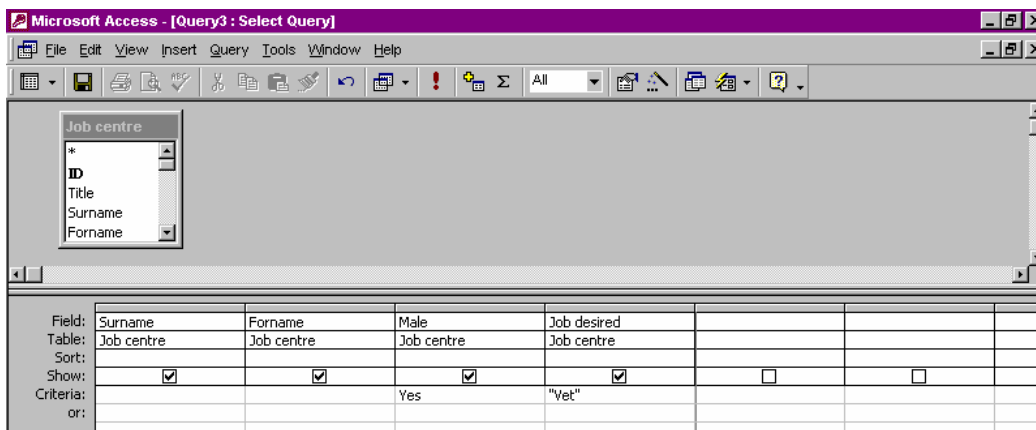 Microsoft Access - [Query3 : Select Query]
File Edit View Insert Query Tools Window Help
ABC All
Job centre
*
ID
Title
Surname
Forname
Field: Surname Forname Male Job desired
Table: Job centre Job centre Job centre Job centre
Sort:
Show:
Criteria: Yes "Vet"
or: